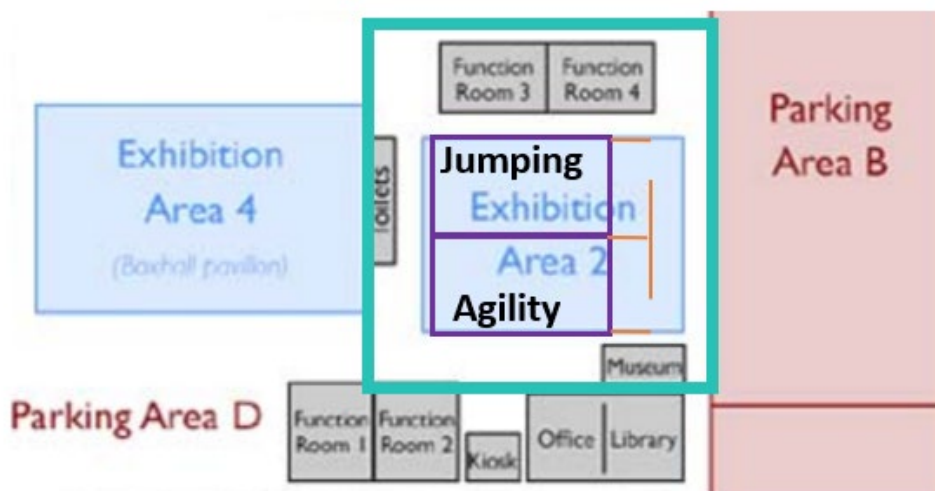 Function
Room 3
Function
Room 4
Parking
Area B
Exhibition
Area 4
(Boxhall pavilion)
Toilets
Jumping
Exhibition
Area 2
Agility
Museum
Parking Area D
Function
Room 1
Function
Room 2
Kiosk
Office
Library